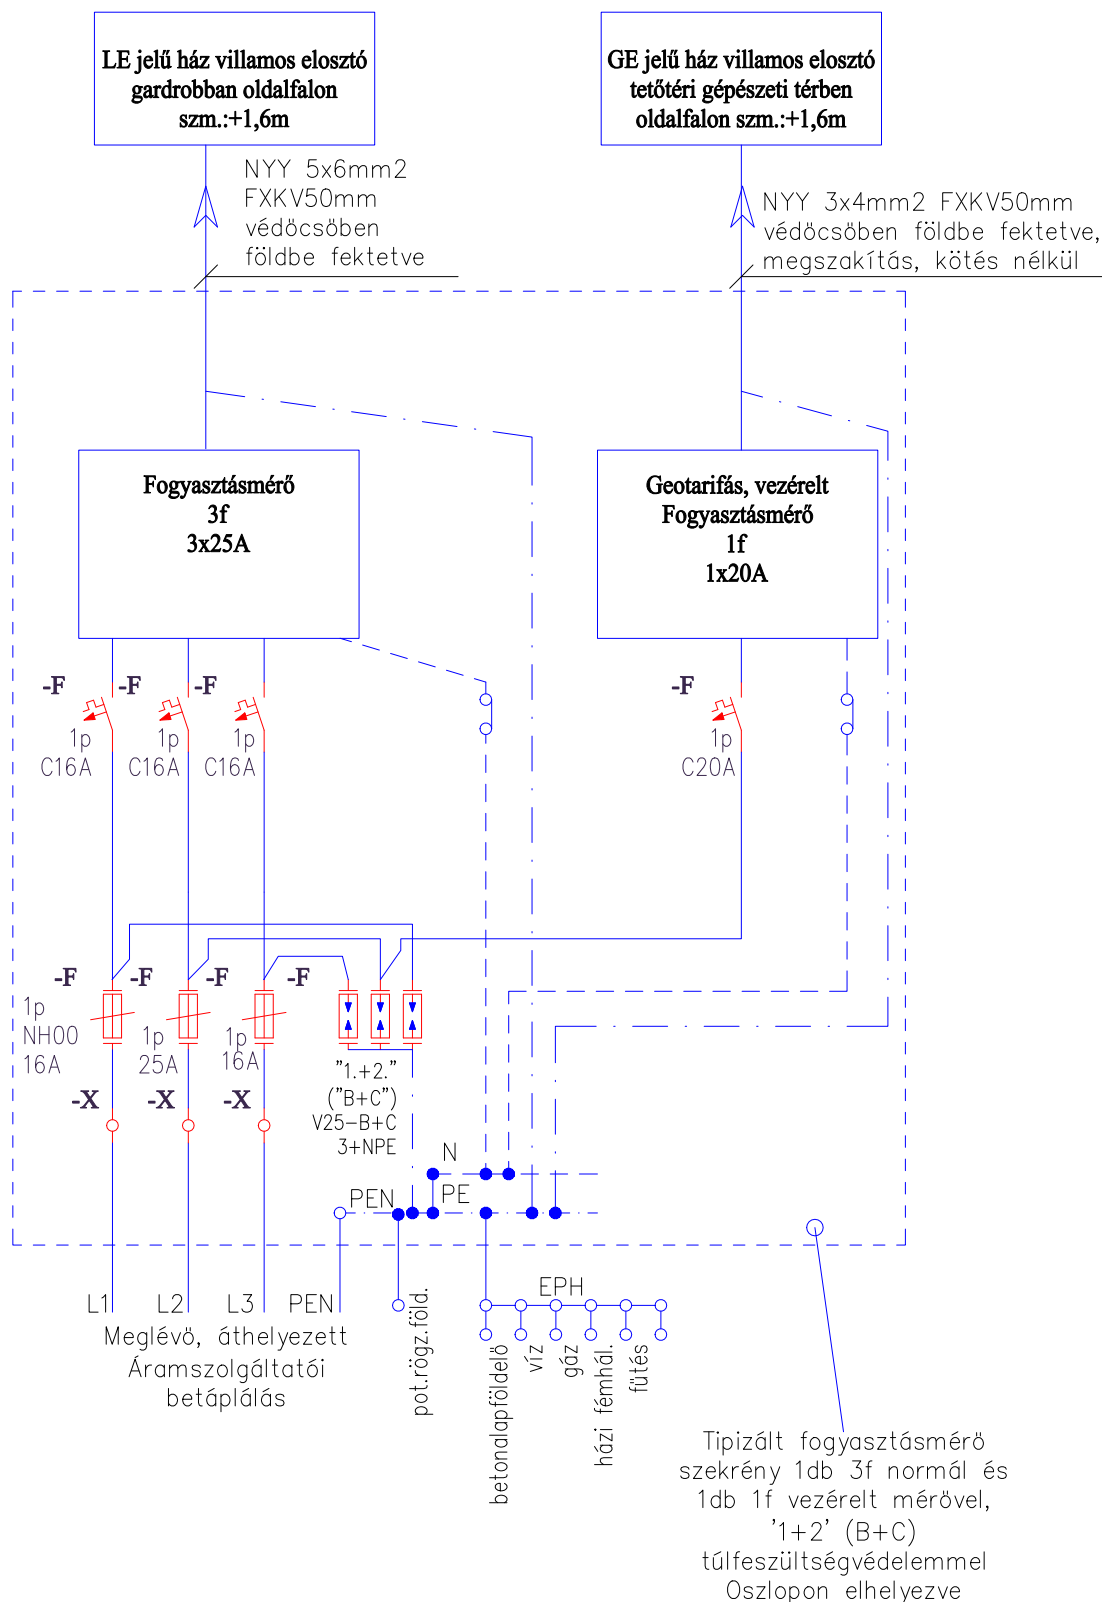 LE jelű ház villamos elosztó
gardrobban oldalfalon
szm.:+1,6m
GE jelű ház villamos elosztó
tetőtéri gépészeti térben
oldalfalon szm.:+1,6m
NYY 5x6mm2
FXKV50mm
védöcsöben
földbe fektetve
NYY 3x4mm2 FXKV50mm
védöcsöben földbe fektetve,
megszakítás, kötés nélkül
Fogyasztásmérő
3f
3x25A
Geotarifás, vezérelt
Fogyasztásmérő
1f
1x20A
-F
-F
-F
-F
1p
C16A
1p
C16A
1p
C16A
1p
C20A
-F
-F
-F
1p
NH00
16A
1p
25A
1p
16A
"1.+2."
("B+C")
V25-B+C
3+NPE
-X
-X
-X
N
PE
PEN
L1
L2
L3
PEN
EPH
Meglévö, áthelyezett
Áramszolgáltatói
betáplálás
pot.rögz.föld.
betonalapföldelő
víz
gáz
házi fémhál.
fűtés
Tipizált fogyasztásmérö
szekrény 1db 3f normál és
1db 1f vezérelt mérövel,
'1+2' (B+C)
túlfeszültségvédelemmel
Oszlopon elhelyezve